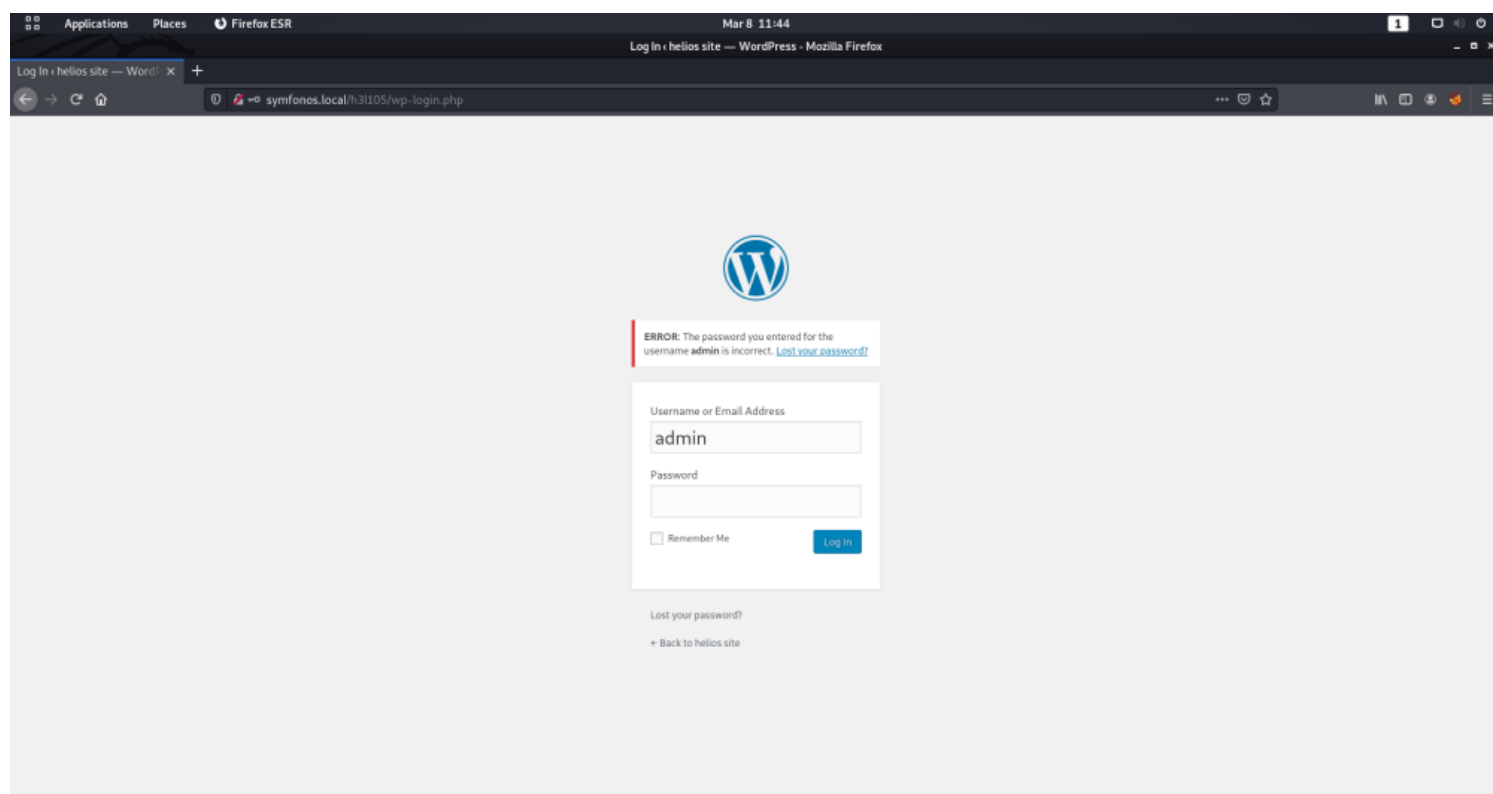 Applications Places Firefox ESR Mar 8 11:44 1
Log In ‹ helios site — WordPress - Mozilla Firefox
Log In ‹ helios site — WordP
symfonos.local/h3l105/wp-login.php
ERROR: The password you entered for the
username admin is incorrect. Lost your password?
Username or Email Address
admin
Password
Remember Me Log In
Lost your password?
← Back to helios site